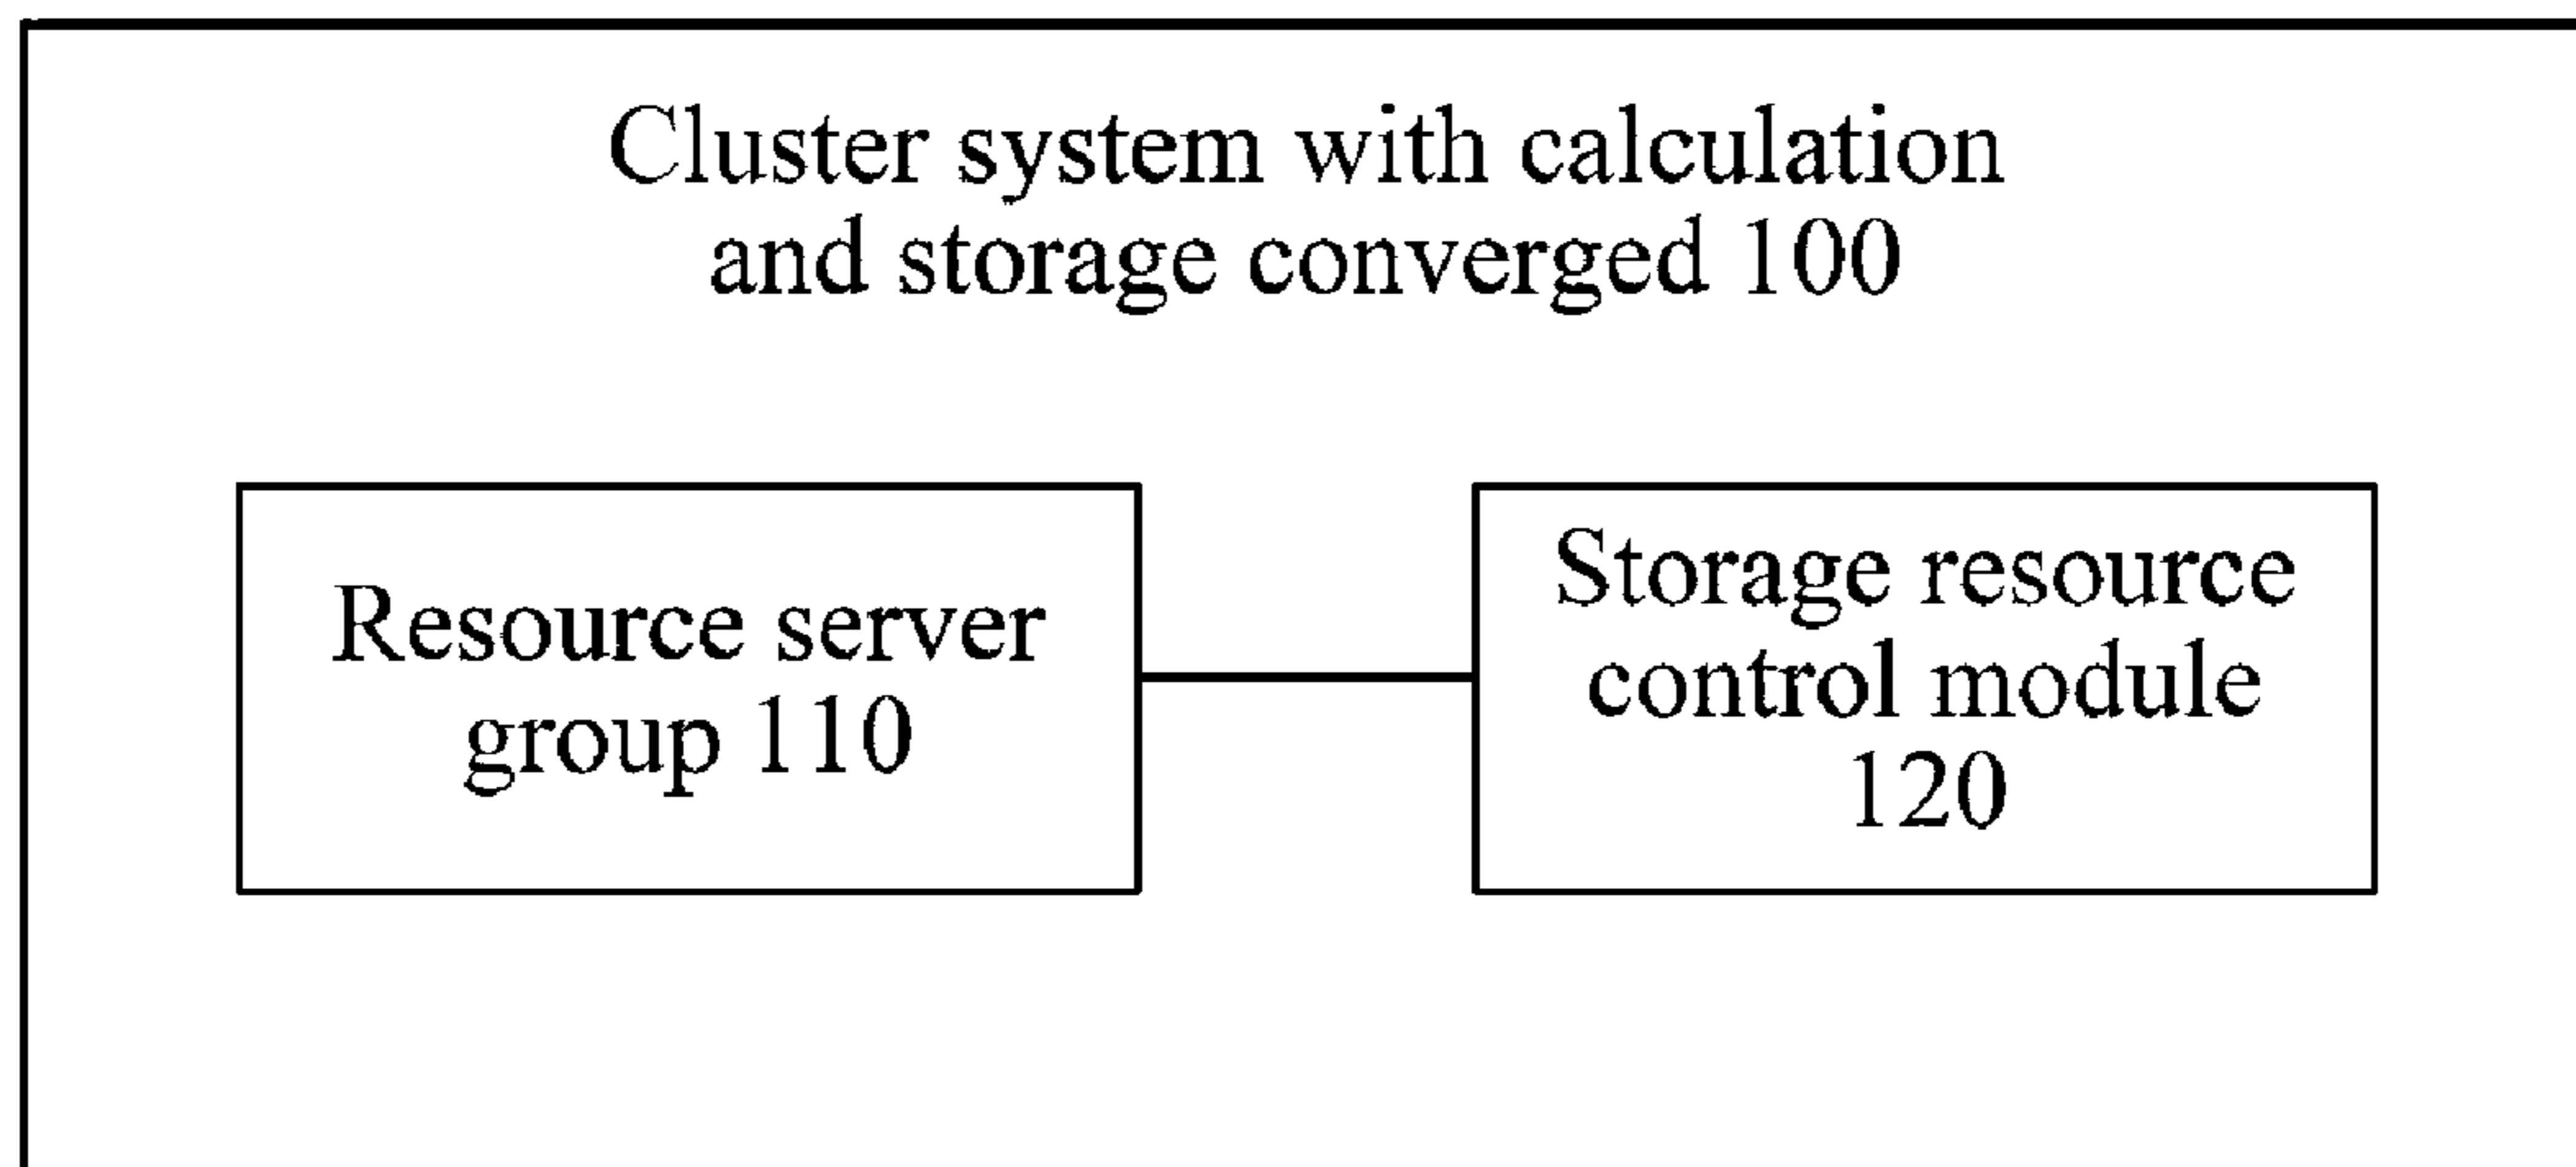 Cluster system with calculation
and storage converged 100
Resource server
group 110
Storage resource
control module
120